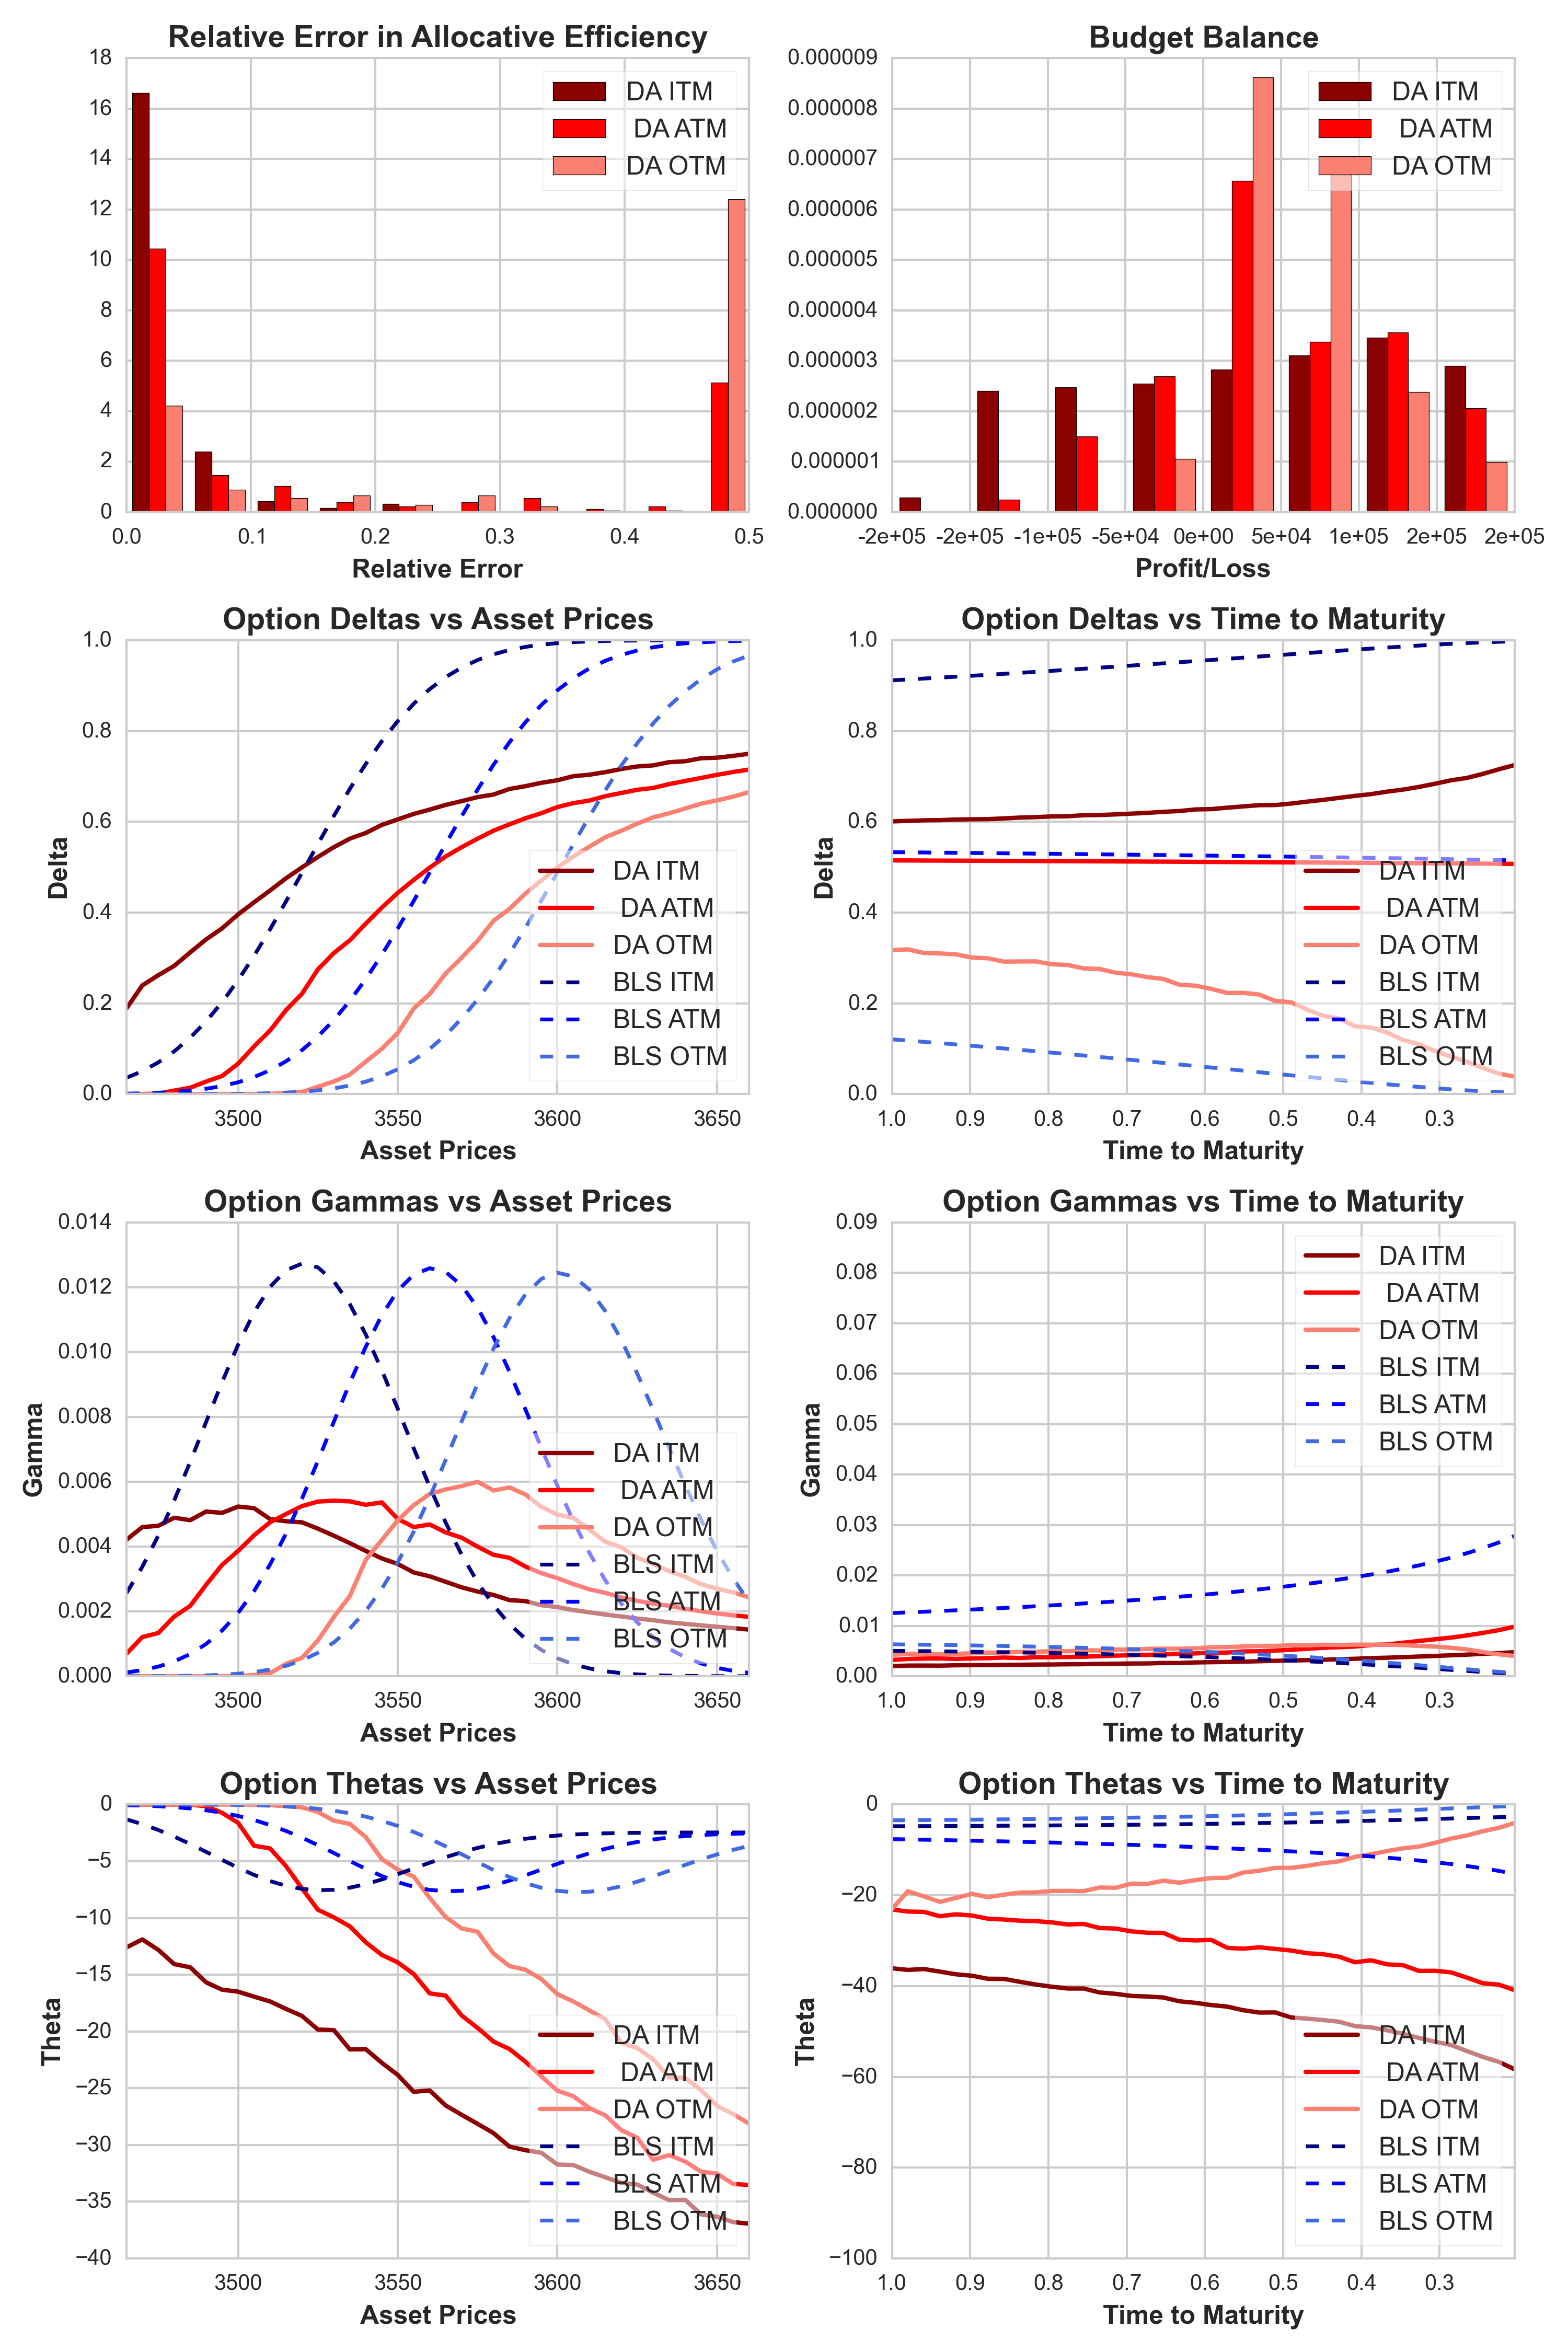 Relative Error in Allocative Efficiency
18
16
14
12
10
8
6
4
2
0
0.0 0.1 0.2 0.3 0.4 0.5
Relative Error
DA ITM
DA ATM
DA OTM
Budget Balance
0.000009
0.000008
0.000007
0.000006
0.000005
0.000004
0.000003
0.000002
0.000001
0.000000
-2e+05 -2e+05 -1e+05 -5e+04 0e+00 5e+04 1e+05 2e+05 2e+05
Profit/Loss
DA ITM
DA ATM
DA OTM
Option Deltas vs Asset Prices
1.0
0.8
0.6
0.4
0.2
0.0
Delta
3500 3550 3600 3650
Asset Prices
DA ITM
DA ATM
DA OTM
BLS ITM
BLS ATM
BLS OTM
Option Deltas vs Time to Maturity
1.0
0.8
0.6
0.4
0.2
0.0
Delta
1.0 0.9 0.8 0.7 0.6 0.5 0.4 0.3
Time to Maturity
DA ITM
DA ATM
DA OTM
BLS ITM
BLS ATM
BLS OTM
Option Gammas vs Asset Prices
0.014
0.012
0.010
0.008
0.006
0.004
0.002
0.000
Gamma
3500 3550 3600 3650
Asset Prices
DA ITM
DA ATM
DA OTM
BLS ITM
BLS ATM
BLS OTM
Option Gammas vs Time to Maturity
0.09
0.08
0.07
0.06
0.05
0.04
0.03
0.02
0.01
0.00
Gamma
1.0 0.9 0.8 0.7 0.6 0.5 0.4 0.3
Time to Maturity
DA ITM
DA ATM
DA OTM
BLS ITM
BLS ATM
BLS OTM
Option Thetas vs Asset Prices
0
−5
−10
−15
−20
−25
−30
−35
−40
Theta
3500 3550 3600 3650
Asset Prices
DA ITM
DA ATM
DA OTM
BLS ITM
BLS ATM
BLS OTM
Option Thetas vs Time to Maturity
0
−20
−40
−60
−80
−100
Theta
1.0 0.9 0.8 0.7 0.6 0.5 0.4 0.3
Time to Maturity
DA ITM
DA ATM
DA OTM
BLS ITM
BLS ATM
BLS OTM